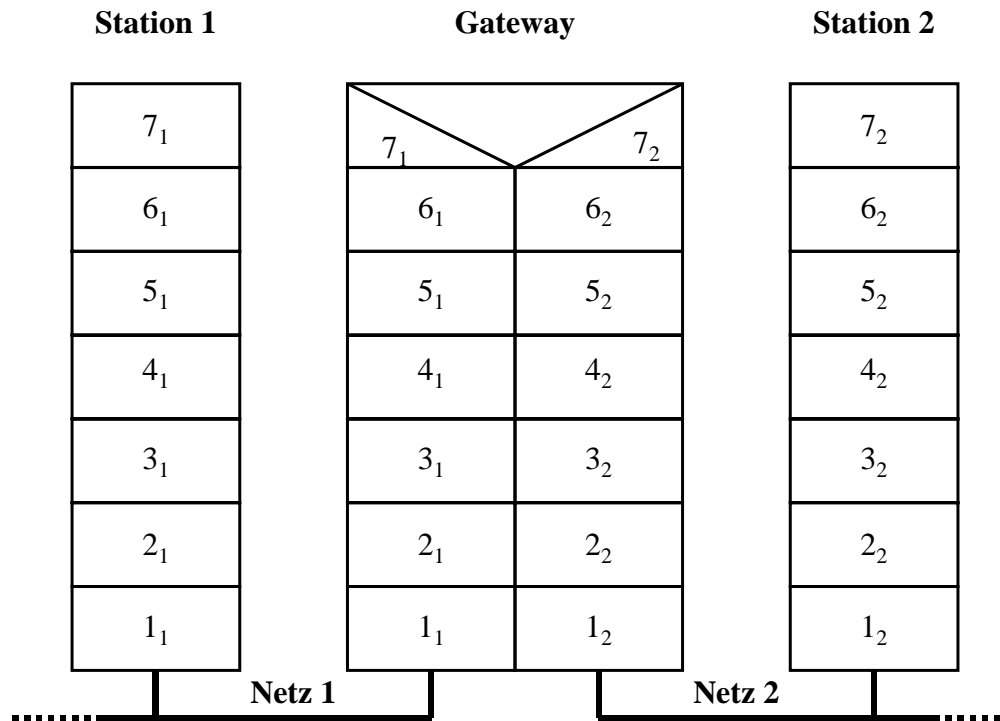 Station 1 Gateway Station 2
7₁ 7₁ 7₂ 7₂
6₁ 6₁ 6₂ 6₂
5₁ 5₁ 5₂ 5₂
4₁ 4₁ 4₂ 4₂
3₁ 3₁ 3₂ 3₂
2₁ 2₁ 2₂ 2₂
1₁ 1₁ 1₂ 1₂
Netz 1 Netz 2